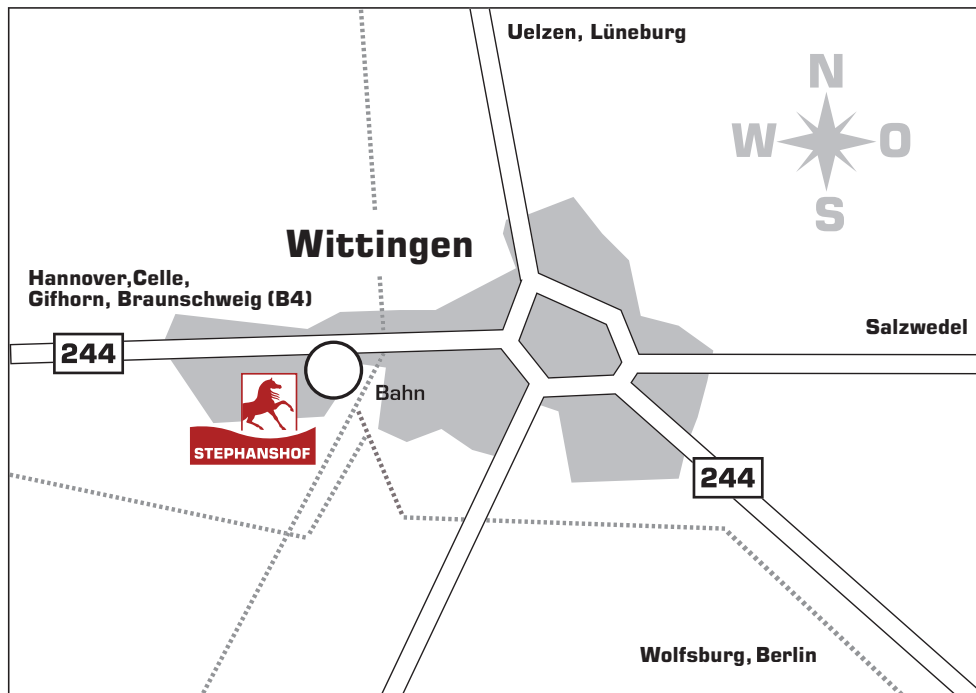 Uelzen, Lüneburg
N
W
O
S
Wittingen
Hannover,Celle,
Gifhorn, Braunschweig (B4)
Salzwedel
244
Bahn
STEPHANSHOF
244
Wolfsburg, Berlin